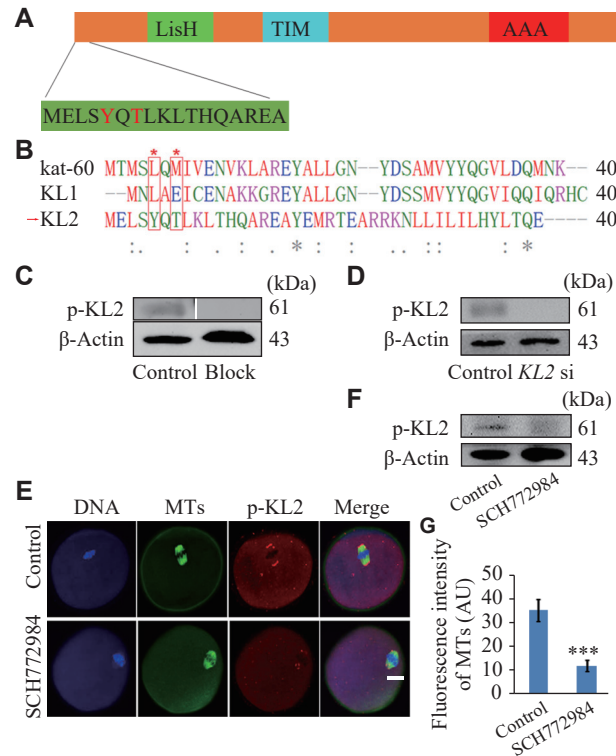 A
LisH TIM AAA
MELSYQTLKLTHQAREA
B
* *
kat-60 MTMSLQMIVENVKLAREYALLGN--YDSAMVYYQGVLDQMNK-- 40
KL1 --MNLAEICENAKKGREYALLGN--YDSSMVYYQGVIQQIQRHC 40
→KL2 MELSYQTLKLTHQAREAYEMRTEARRKNLLILILHYLTQE---- 40
:. : . : . * : : .. : : : *
C
(kDa)
p-KL2 61
β-Actin 43
Control Block
D
(kDa)
p-KL2 61
β-Actin 43
Control KL2 si
F
(kDa)
p-KL2 61
β-Actin 43
Control SCH772984
E
DNA MTs p-KL2 Merge
Control
SCH772984
G
Fluorescence intensity
of MTs (AU)
50
40
30
20
10
0
***
Control SCH772984